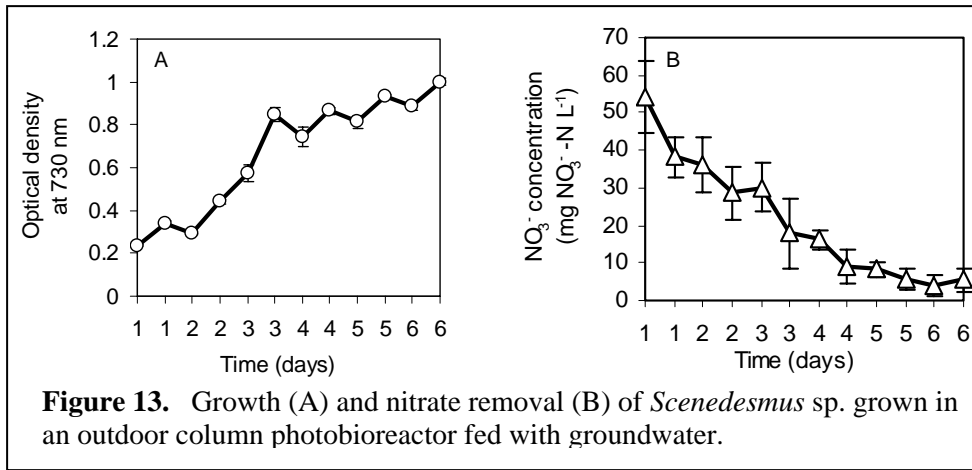 A
1.2
1
0.8
0.6
0.4
0.2
0
Optical density
at 730 nm
1 1 2 2 3 3 4 4 5 5 6 6
Time (days)
B
70
60
50
40
30
20
10
0
NO₃⁻ concentration
(mg NO₃⁻ -N L⁻¹)
1 1 2 2 3 3 4 4 5 5 6 6
Time (days)
Figure 13. Growth (A) and nitrate removal (B) of Scenedesmus sp. grown in
an outdoor column photobioreactor fed with groundwater.